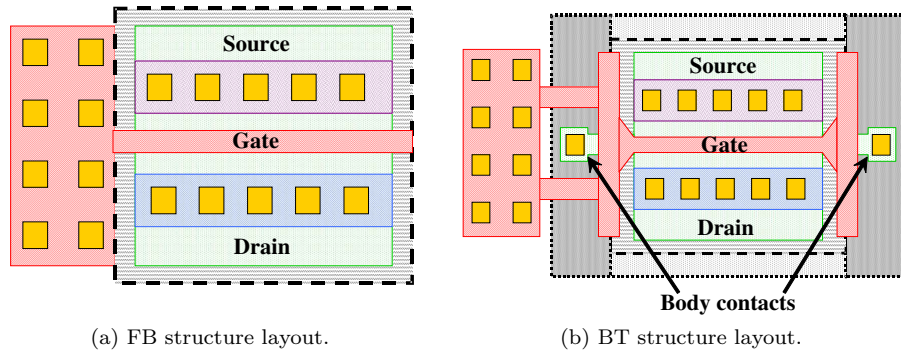 Source
Gate
Drain
(a) FB structure layout.
Source
Gate
Drain
Body contacts
(b) BT structure layout.